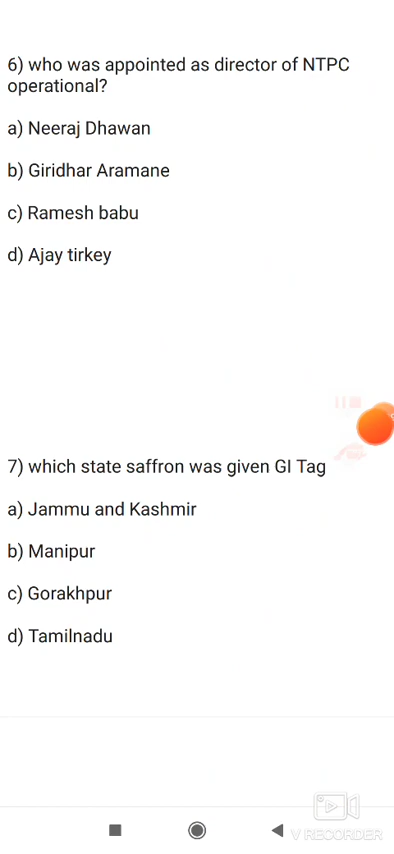 6) who was appointed as director of NTPC
operational?
a) Neeraj Dhawan
b) Giridhar Aramane
c) Ramesh babu
d) Ajay tirkey
7) which state saffron was given GI Tag
a) Jammu and Kashmir
b) Manipur
c) Gorakhpur
d) Tamilnadu
V RECORDER